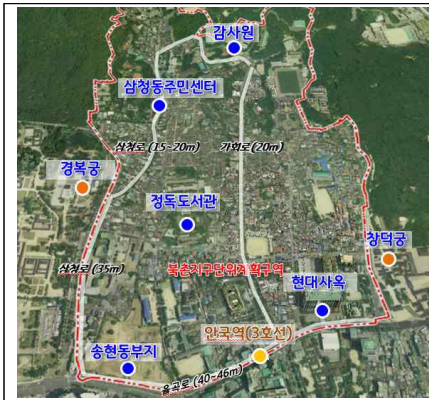 감사원
삼청동주민센터
삼청로 (15~20m)
가회로 (20m)
경복궁
정독도서관
창덕궁
삼청로 (35m)
북촌지구단위계획구역
현대사옥
안국역(3호선)
송현동부지
율곡로 (40~46m)